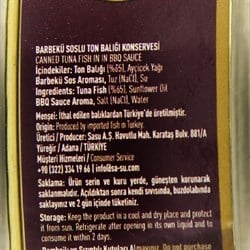 BARBEKÜ SOSLU TON BALIĞI KONSERVESİ
CANNED TUNA FISH IN IN BBQ SAUCE
İçindekiler: Ton Balığı (%65), Ayçiçek Yağı
Barbekü Sos Aroması, Tuz (NaCl), Su
Ingredients: Tuna Fish (%65), Sunflower Oil
BBQ Sauce Aroma, Salt (NaCl), Water
Menşei: İthal edilen balıklardan Türkiye'de üretilmiştir.
Origin: Produced by imported fish in Turkey
Üretici / Producer: Sasu A.Ş. Havutlu Mah. Karataş Bulv. 881/A
Yüreğir / Adana / TÜRKİYE
Müşteri Hizmeteri / Consumer Service:
+90 (322) 334 19 66 / info@sa-su.com
Saklama: Ürün serin ve kuru yerde, güneşten korunarak
saklanmalıdır. Açıldıktan sonra kendi sıvısında, buzdolabında
saklayınız ve 2 gün içinde tüketiniz.
Storage: Keep the product in a cool and dry place and protect
it from sun. Refrigerate after opening in its own liquid and to
consume it within 2 days.